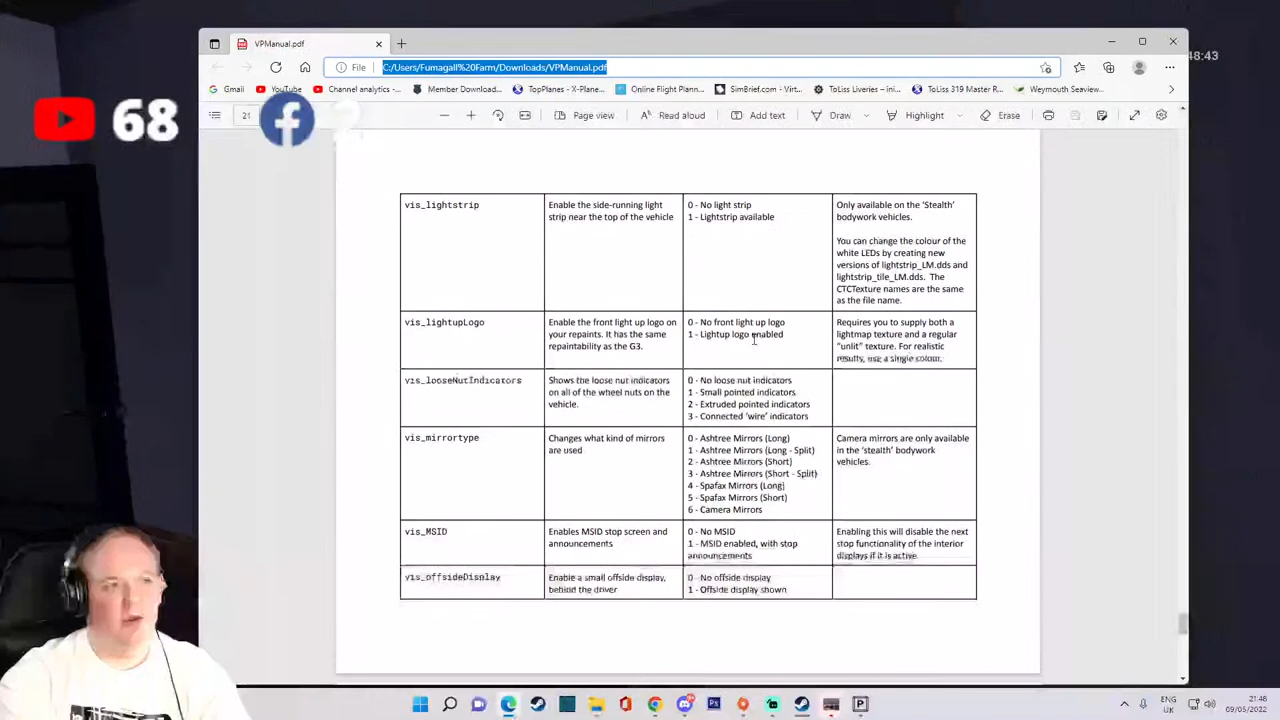 VPManual.pdf
18:43
File
C:/Users/Fumagall%20Farm/Downloads/VPManual.pdf
Gmail
YouTube
Channel analytics -...
Member Download...
TopPlanes - X-Plane...
Online Flight Plann...
SimBrief.com - Virt...
ToLiss Liveries – in...
ToLiss 319 Master R...
Weymouth Seaview...
68
21
Page view
Read aloud
Add text
Draw
Highlight
Erase
vis_lightstrip
Enable the side-running light
strip near the top of the vehicle
0 - No light strip
1 - Lightstrip available
Only available on the 'Stealth'
bodywork vehicles.
You can change the colour of the
white LEDs by creating new
versions of lightstrip_LM.dds and
lightstrip_tile_LM.dds. The
CTCTexture names are the same
as the file name.
vis_lightupLogo
Enable the front light up logo on
your repaints. It has the same
repaintability as the G3.
0 - No front light up logo
1 - Lightup logo enabled
Requires you to supply both a
lightmap texture and a regular
"unlit" texture. For realistic
results, use a single colour.
vis_looseNutIndicators
Shows the loose nut indicators
on all of the wheel nuts on the
vehicle.
0 - No loose nut indicators
1 - Small pointed indicators
2 - Extruded pointed indicators
3 - Connected 'wire' indicators
vis_mirrortype
Changes what kind of mirrors
are used
0 - Ashtree Mirrors (Long)
1 - Ashtree Mirrors (Long - Split)
2 - Ashtree Mirrors (Short)
3 - Ashtree Mirrors (Short - Split)
4 - Spafax Mirrors (Long)
5 - Spafax Mirrors (Short)
6 - Camera Mirrors
Camera mirrors are only available
in the 'stealth' bodywork
vehicles.
vis_MSID
Enables MSID stop screen and
announcements
0 - No MSID
1 - MSID enabled, with stop
announcements
Enabling this will disable the next
stop functionality of the interior
displays if it is active.
vis_offsideDisplay
Enable a small offside display,
behind the driver
0 - No offside display
1 - Offside display shown
ENG
UK
21:46
09/05/2022